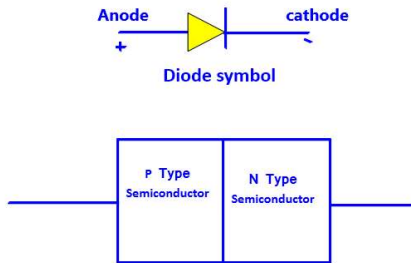 Anode cathode
+ -
Diode symbol
P Type N Type
Semiconductor Semiconductor